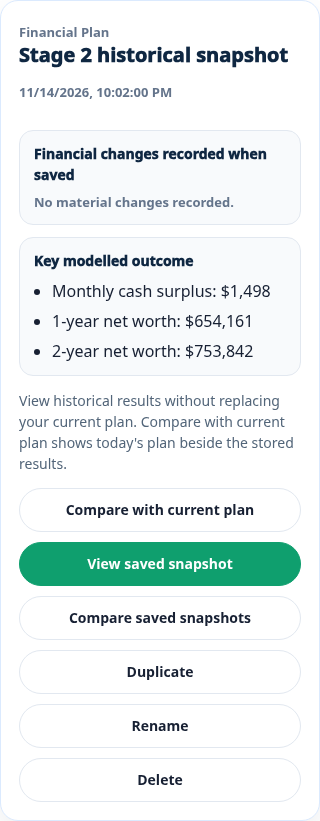 Financial Plan
Stage 2 historical snapshot
11/14/2026, 10:02:00 PM
Financial changes recorded when
saved
No material changes recorded.
Key modelled outcome
Monthly cash surplus: $1,498
1-year net worth: $654,161
2-year net worth: $753,842
View historical results without replacing
your current plan. Compare with current
plan shows today's plan beside the stored
results.
Compare with current plan
View saved snapshot
Compare saved snapshots
Duplicate
Rename
Delete